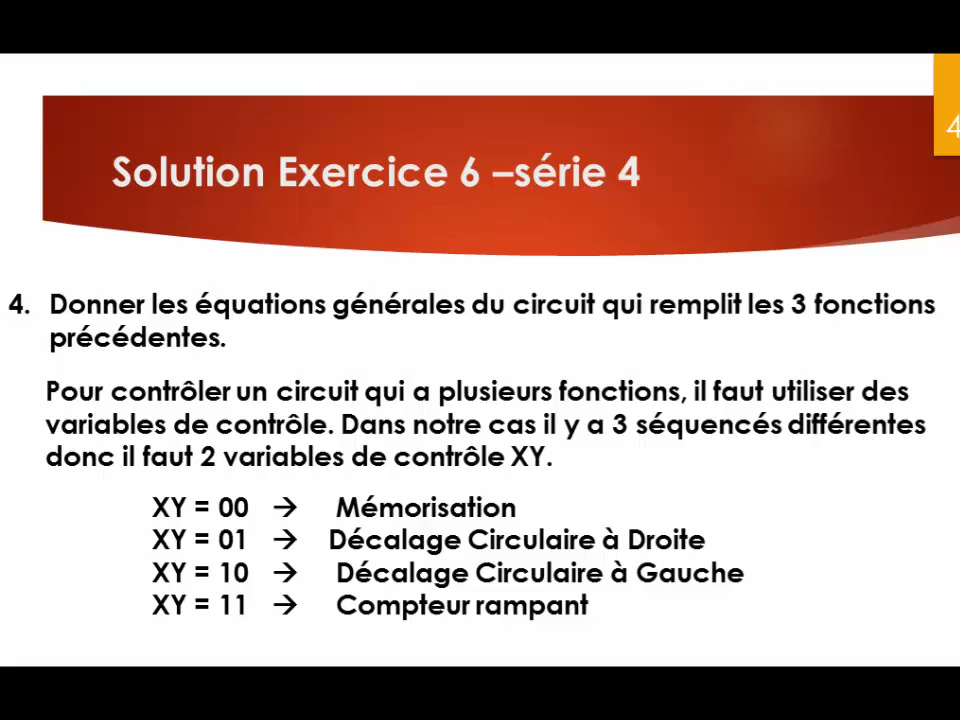 4
Solution Exercice 6 –série 4
4. Donner les équations générales du circuit qui remplit les 3 fonctions
précédentes.
Pour contrôler un circuit qui a plusieurs fonctions, il faut utiliser des
variables de contrôle. Dans notre cas il y a 3 séquencés différentes
donc il faut 2 variables de contrôle XY.
XY = 00 → Mémorisation
XY = 01 → Décalage Circulaire à Droite
XY = 10 → Décalage Circulaire à Gauche
XY = 11 → Compteur rampant